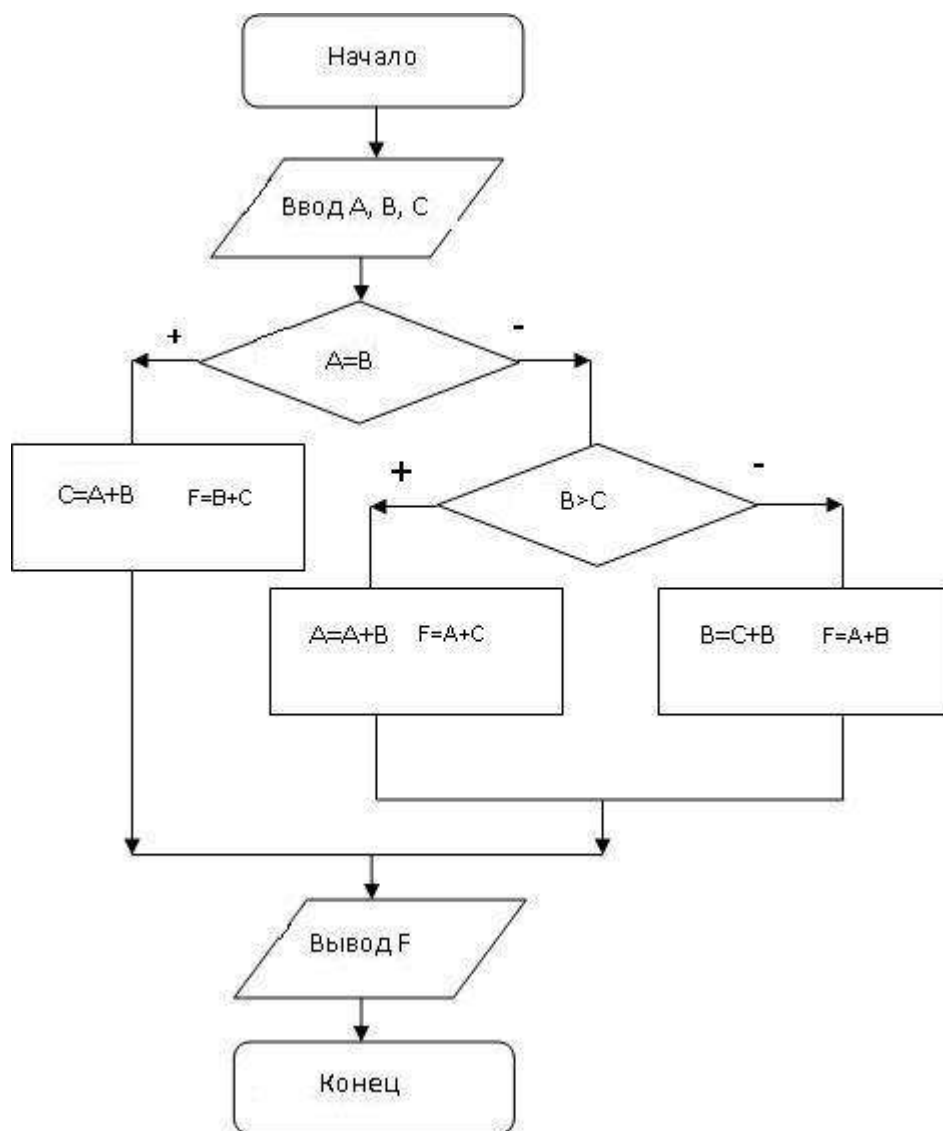 Начало
Ввод A, B, C
+
-
A=B
C=A+B F=B+C
+
-
B>C
A=A+B F=A+C
B=C+B F=A+B
Вывод F
Конец